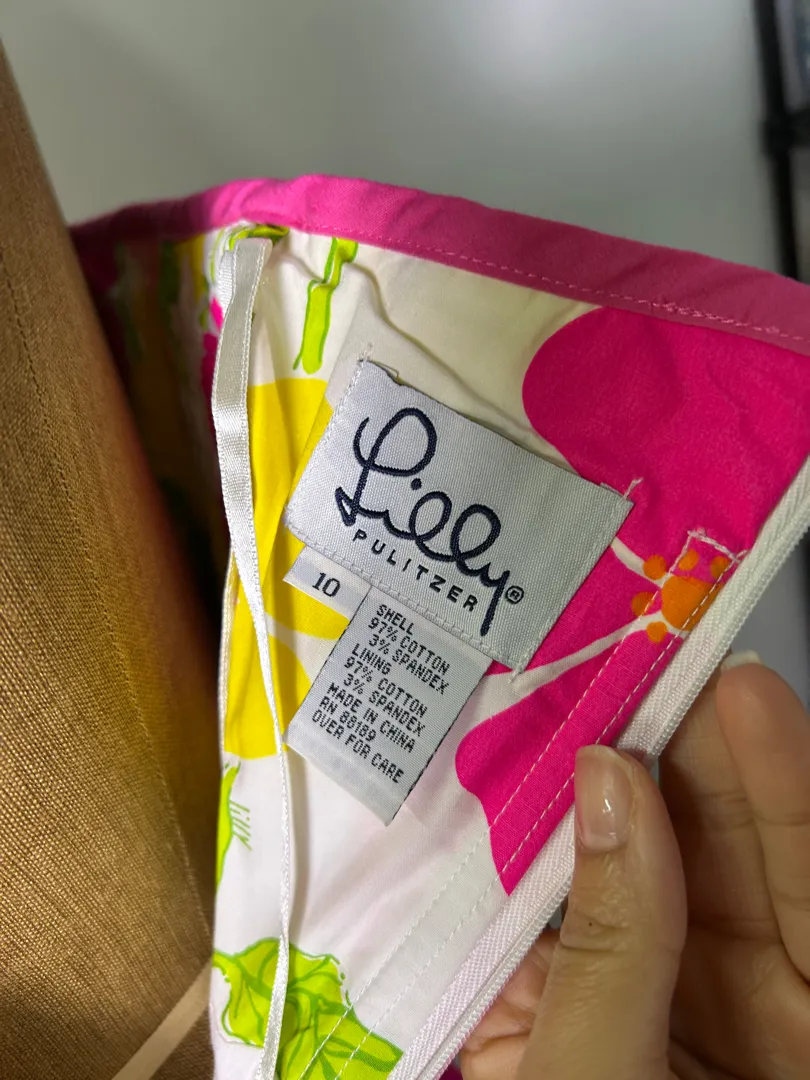 Lilly®
PULITZER
10
SHELL
97% COTTON
3% SPANDEX
LINING
97% COTTON
3% SPANDEX
MADE IN CHINA
RN 88189
OVER FOR CARE
Lilly